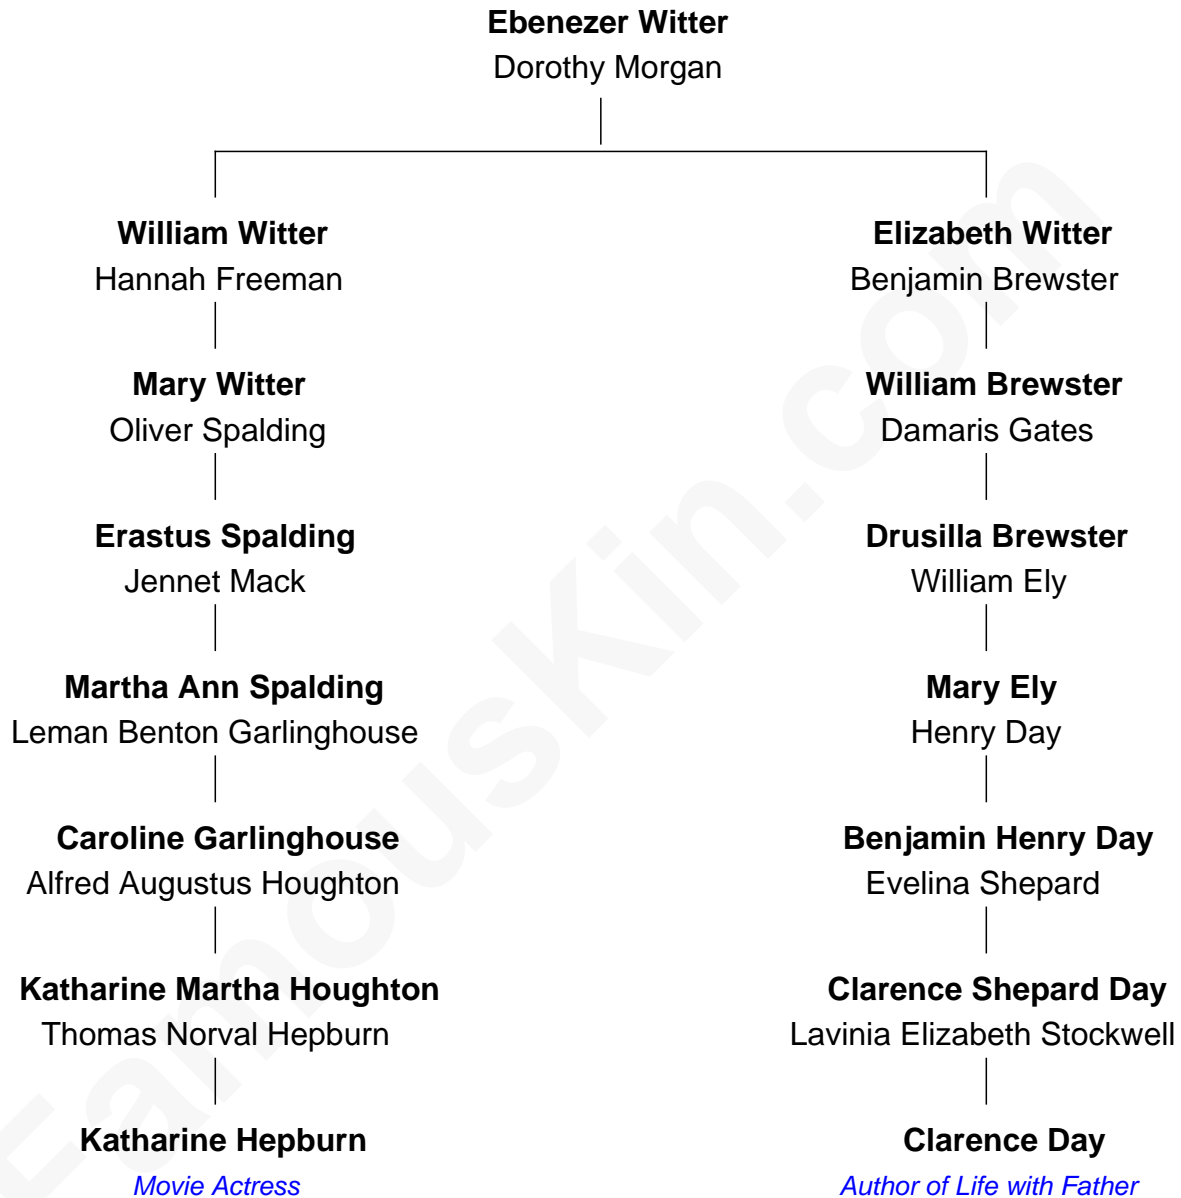 Ebenezer Witter
Dorothy Morgan
William Witter
Hannah Freeman
Mary Witter
Oliver Spalding
Erastus Spalding
Jennet Mack
Martha Ann Spalding
Leman Benton Garlinghouse
Caroline Garlinghouse
Alfred Augustus Houghton
Katharine Martha Houghton
Thomas Norval Hepburn
Katharine Hepburn
Movie Actress
Elizabeth Witter
Benjamin Brewster
William Brewster
Damaris Gates
Drusilla Brewster
William Ely
Mary Ely
Henry Day
Benjamin Henry Day
Evelina Shepard
Clarence Shepard Day
Lavinia Elizabeth Stockwell
Clarence Day
Author of Life with Father
FamousKin.com